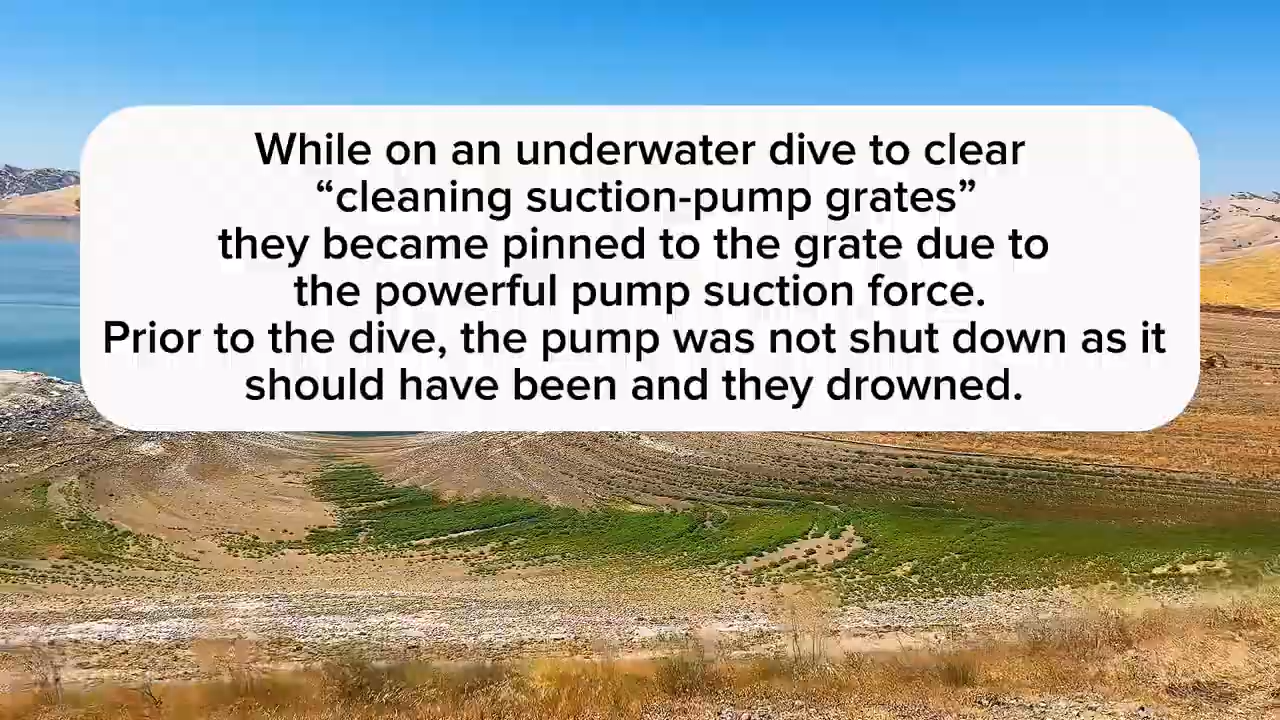 While on an underwater dive to clear
“cleaning suction-pump grates”
they became pinned to the grate due to
the powerful pump suction force.
Prior to the dive, the pump was not shut down as it
should have been and they drowned.